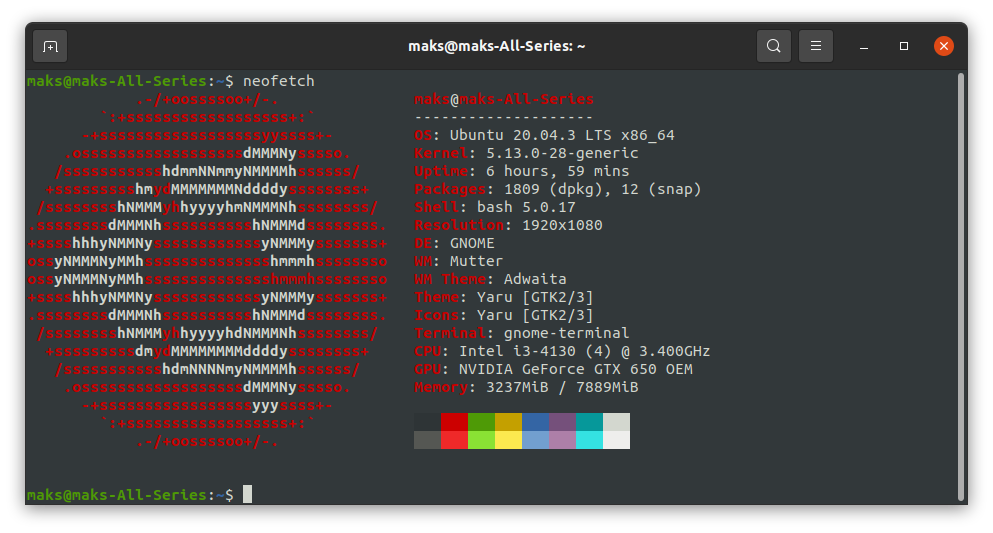 maks@maks-All-Series: ~
maks@maks-All-Series:~$ neofetch
.-/+oossssoo+/-. maks@maks-All-Series
`:+ssssssssssssssssss+:` -------------------
-+ssssssssssssssssssyyssss+- OS: Ubuntu 20.04.3 LTS x86_64
.ossssssssssssssssssdMMMNysssso. Kernel: 5.13.0-28-generic
/ssssssssssshdmmNNmmyNMMMMhssssss/ Uptime: 6 hours, 59 mins
+ssssssssshmydMMMMMMMNddddyssssssss+ Packages: 1809 (dpkg), 12 (snap)
/sssssssshNMMMyhhyyyyhmNMMMNhssssssss/ Shell: bash 5.0.17
.ssssssssdMMMNhsssssssssshNMMMdssssssss. Resolution: 1920x1080
+sssshhhyNMMNyssssssssssssyNMMMysssssss+ DE: GNOME
ossyNMMMNyMMhsssssssssssssshmmmhssssssso WM: Mutter
ossyNMMMNyMMhsssssssssssssshmmmhssssssso WM Theme: Adwaita
+sssshhhyNMMNyssssssssssssyNMMMysssssss+ Theme: Yaru [GTK2/3]
.ssssssssdMMMNhsssssssssshNMMMdssssssss. Icons: Yaru [GTK2/3]
/sssssssshNMMMyhhyyyyhdNMMMNhssssssss/ Terminal: gnome-terminal
+sssssssssdmydMMMMMMMMddddyssssssss+ CPU: Intel i3-4130 (4) @ 3.400GHz
/ssssssssssshdmNNNNmyNMMMMhssssss/ GPU: NVIDIA GeForce GTX 650 OEM
.ossssssssssssssssssdMMMNysssso. Memory: 3237MiB / 7889MiB
-+sssssssssssssssssyyyssss+-
`:+ssssssssssssssssss+:`
.-/+oossssoo+/-.
maks@maks-All-Series:~$